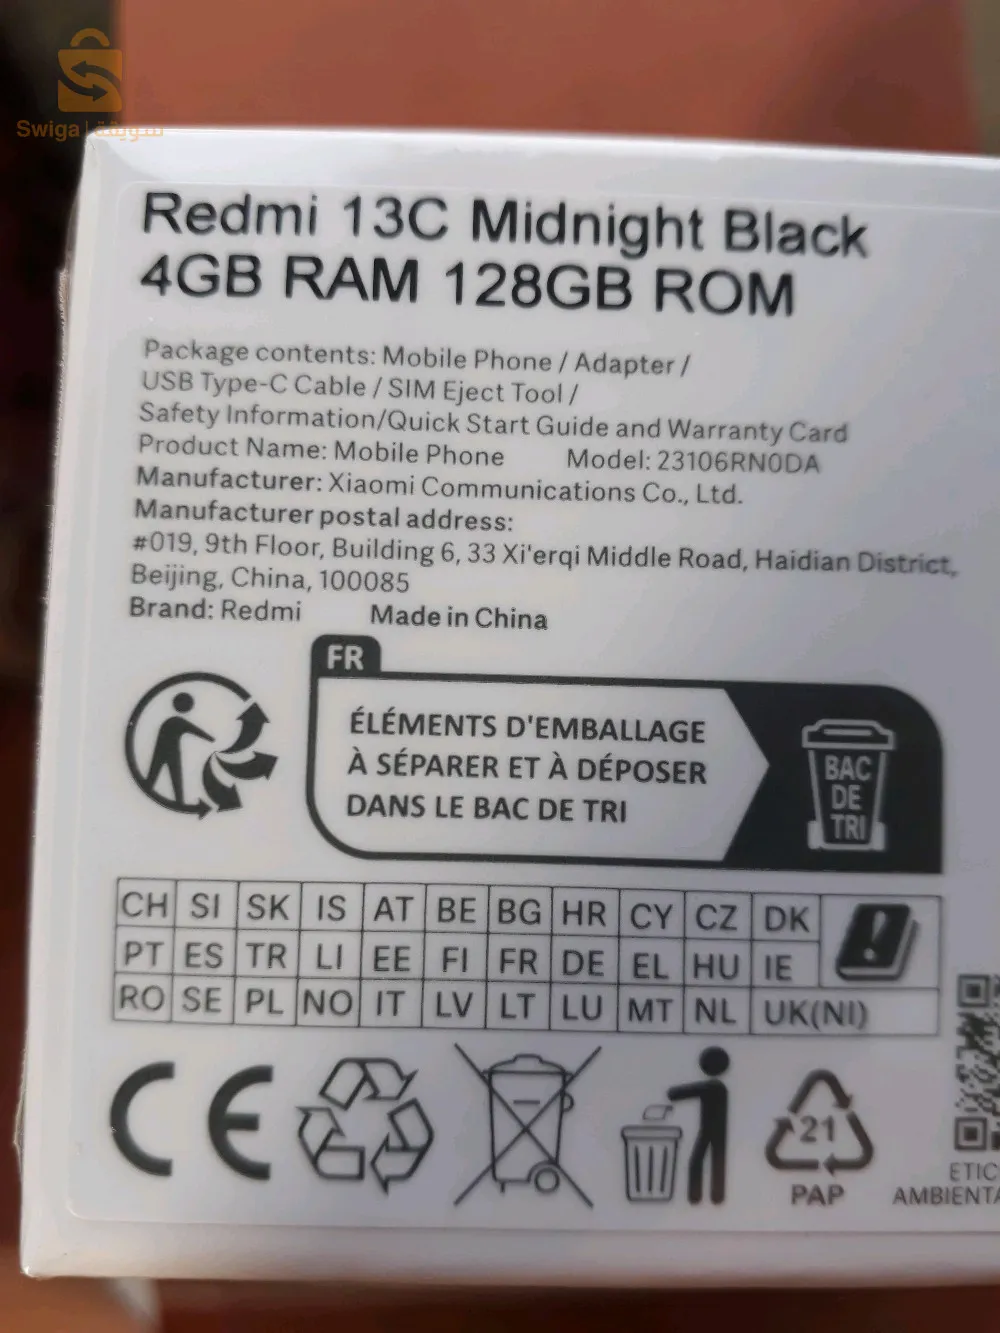 Swiga | سويقة
Redmi 13C Midnight Black
4GB RAM 128GB ROM
Package contents: Mobile Phone / Adapter /
USB Type-C Cable / SIM Eject Tool /
Safety Information/Quick Start Guide and Warranty Card
Product Name: Mobile Phone Model: 23106RN0DA
Manufacturer: Xiaomi Communications Co., Ltd.
Manufacturer postal address:
#019, 9th Floor, Building 6, 33 Xi'erqi Middle Road, Haidian District,
Beijing, China, 100085
Brand: Redmi Made in China
FR
ÉLÉMENTS D'EMBALLAGE
À SÉPARER ET À DÉPOSER
DANS LE BAC DE TRI
BAC
DE
TRI
CH SI SK IS AT BE BG HR CY CZ DK
PT ES TR LI EE FI FR DE EL HU IE
RO SE PL NO IT LV LT LU MT NL UK(NI)
CE
21
PAP
ETIC
AMBIENTA